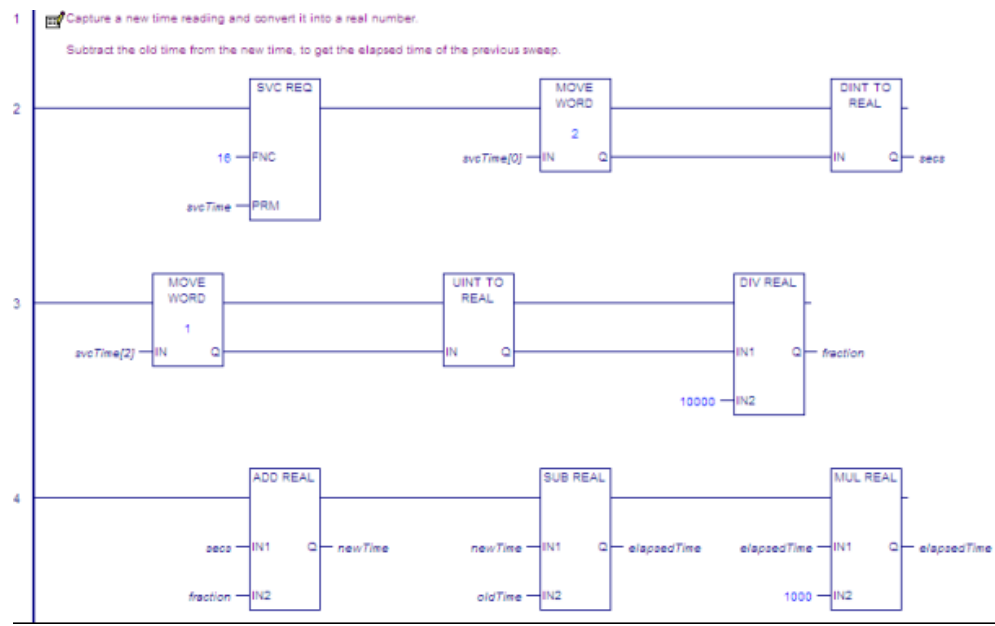 1 Capture a new time reading and convert it into a real number.
Subtract the old time from the new time, to get the elapsed time of the previous sweep.
SVC REQ MOVE DINT TO
2 WORD REAL
2
16 FNC svcTime[0] IN Q IN Q secs
svcTime PRM
MOVE UINT TO DIV REAL
3 WORD REAL
1
svcTime[2] IN Q IN Q IN1 Q fraction
10000 IN2
ADD REAL SUB REAL MUL REAL
4
secs IN1 Q newTime newTime IN1 Q elapsedTime elapsedTime IN1 Q elapsedTime
fraction IN2 oldTime IN2 1000 IN2